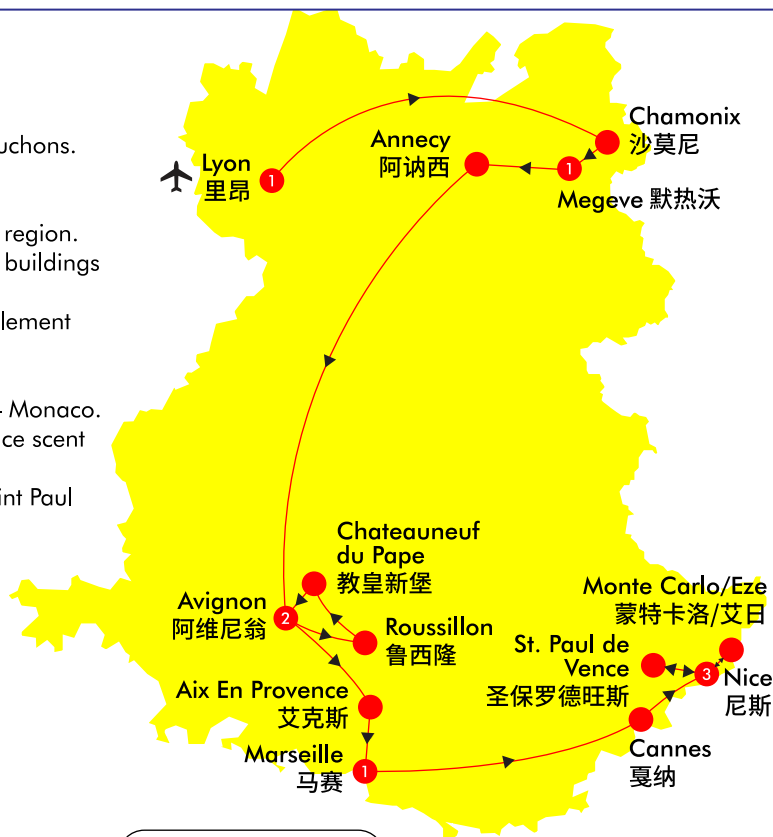 uchons.
region.
buildings
lement
Monaco.
ce scent
int Paul
Lyon
里昂
1
Annecy
阿讷西
Chamonix
沙莫尼
1
Megeve 默热沃
Chateauneuf
du Pape
教皇新堡
Avignon
阿维尼翁
2
Roussillon
鲁西隆
Aix En Provence
艾克斯
Marseille
马赛
1
Monte Carlo/Eze
蒙特卡洛/艾日
St. Paul de
Vence
圣保罗德旺斯
3
Nice
尼斯
Cannes
戛纳